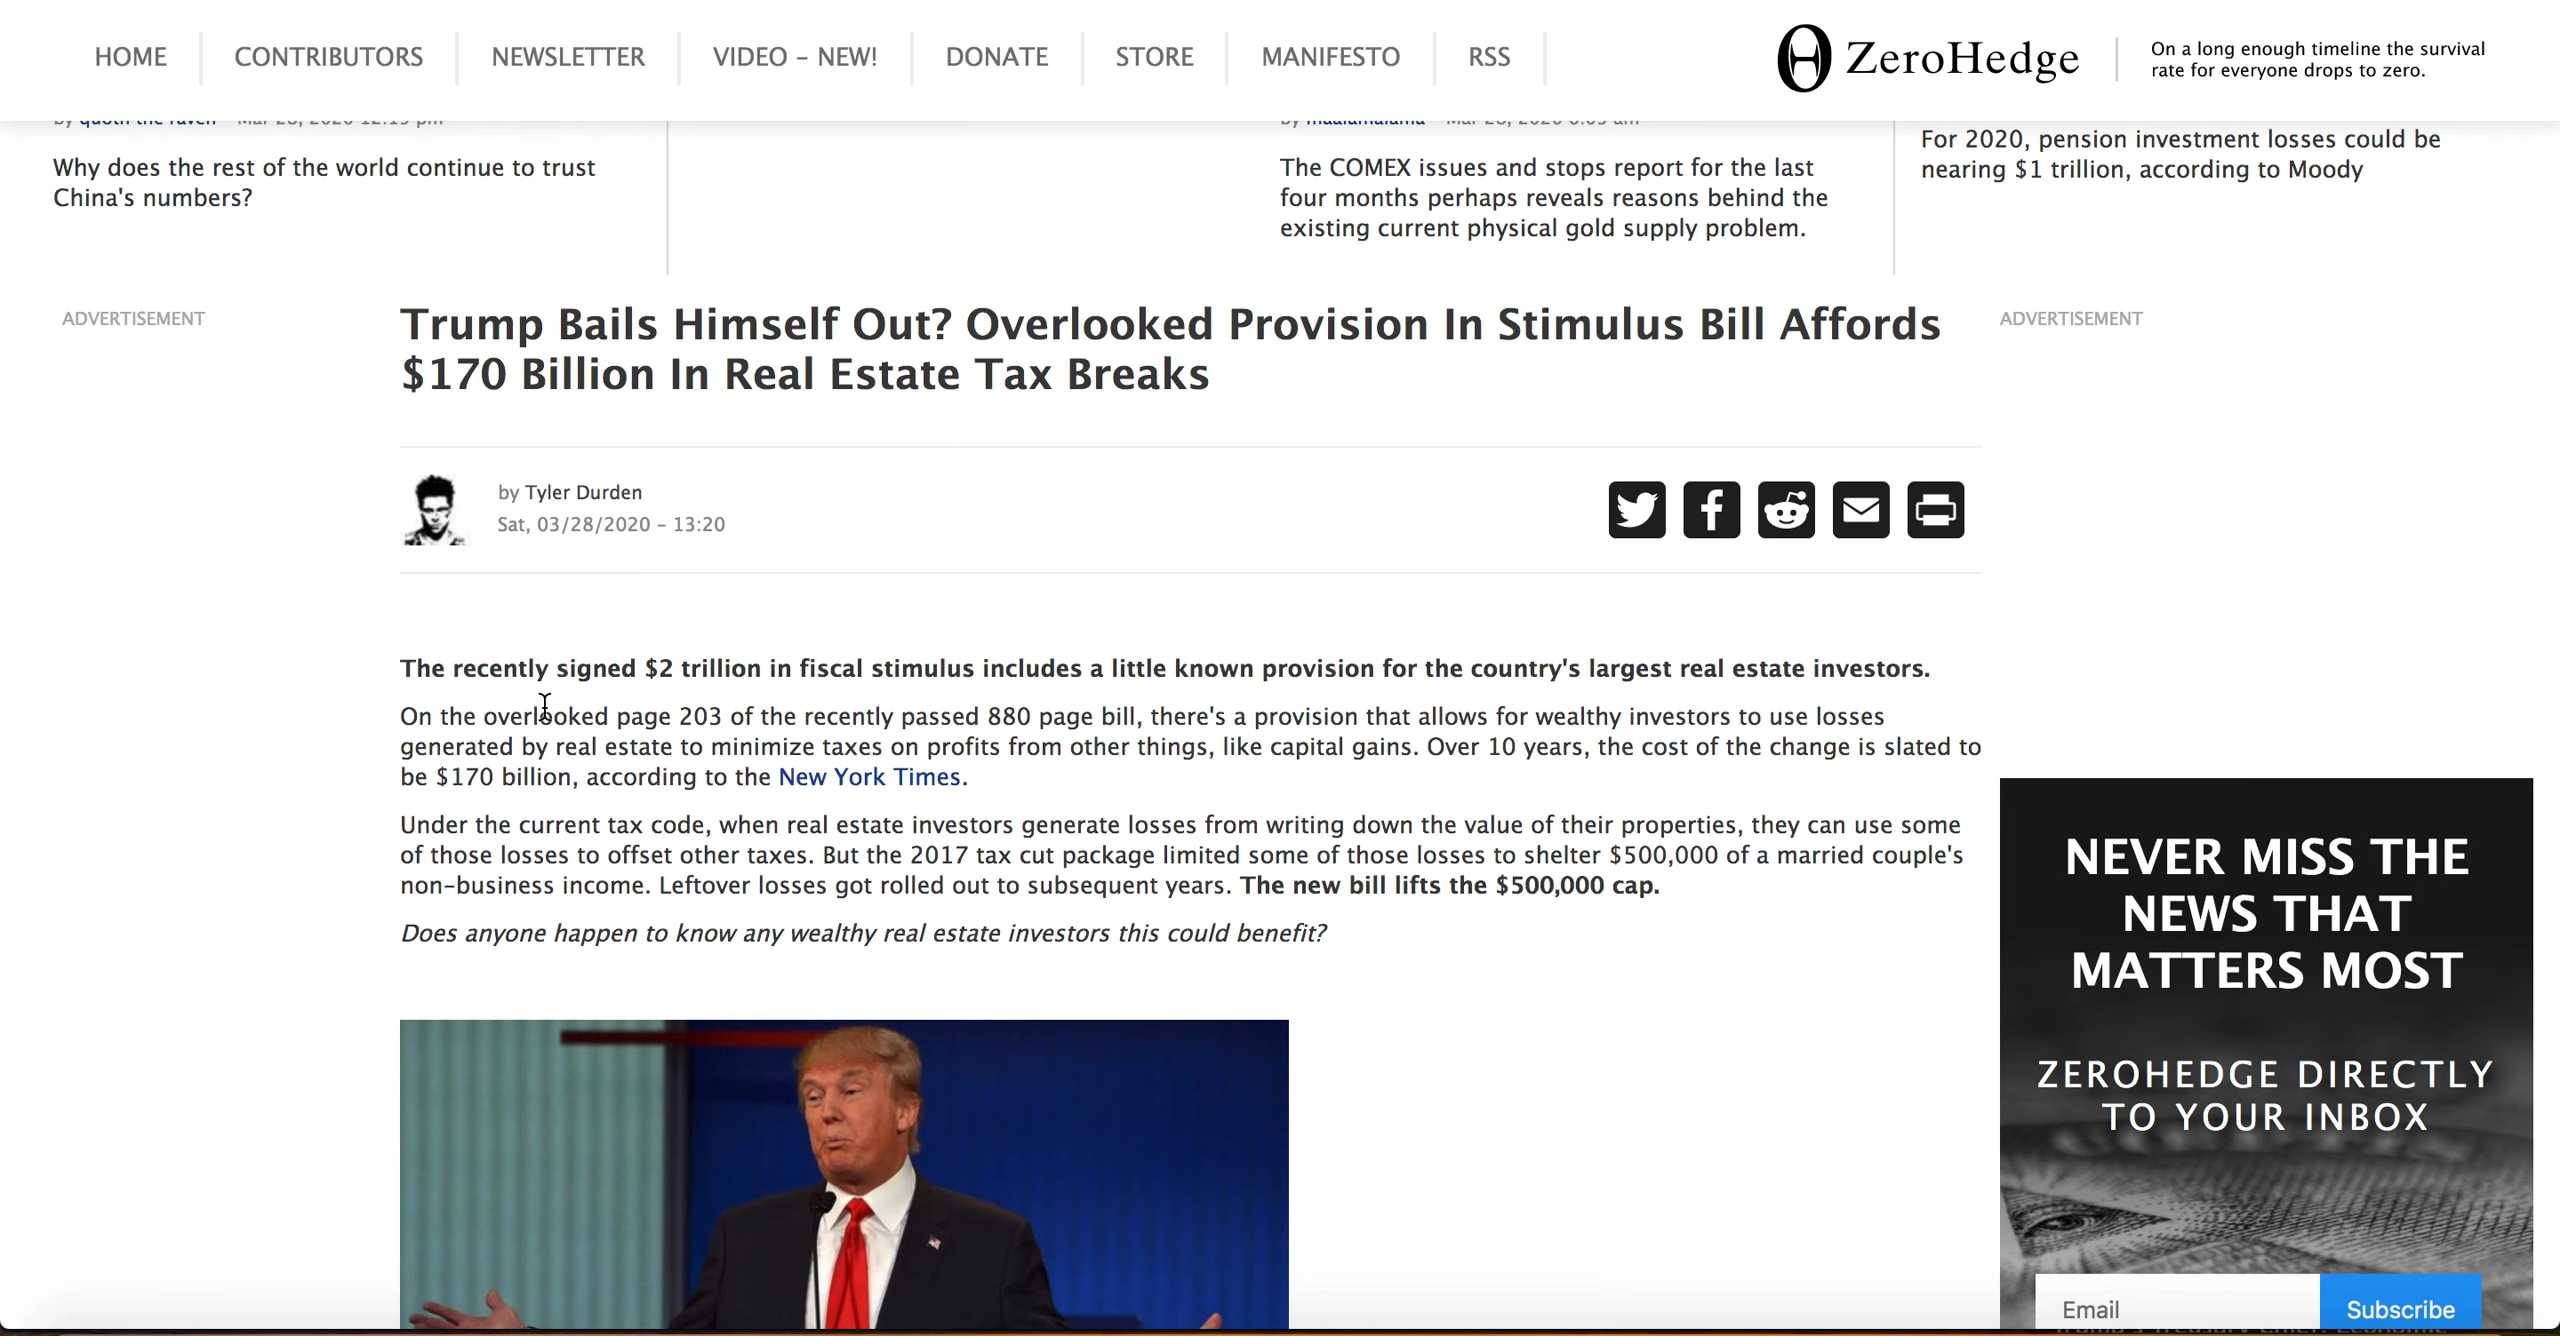 HOME
CONTRIBUTORS
NEWSLETTER
VIDEO – NEW!
DONATE
STORE
MANIFESTO
RSS
ZeroHedge
On a long enough timeline the survival
rate for everyone drops to zero.
by quoth the raven
Why does the rest of the world continue to trust
China's numbers?
The COMEX issues and stops report for the last
four months perhaps reveals reasons behind the
existing current physical gold supply problem.
For 2020, pension investment losses could be
nearing $1 trillion, according to Moody
ADVERTISEMENT
Trump Bails Himself Out? Overlooked Provision In Stimulus Bill Affords
$170 Billion In Real Estate Tax Breaks
ADVERTISEMENT
by Tyler Durden
Sat, 03/28/2020 – 13:20
The recently signed $2 trillion in fiscal stimulus includes a little known provision for the country's largest real estate investors.
On the overlooked page 203 of the recently passed 880 page bill, there's a provision that allows for wealthy investors to use losses
generated by real estate to minimize taxes on profits from other things, like capital gains. Over 10 years, the cost of the change is slated to
be $170 billion, according to the New York Times.
Under the current tax code, when real estate investors generate losses from writing down the value of their properties, they can use some
of those losses to offset other taxes. But the 2017 tax cut package limited some of those losses to shelter $500,000 of a married couple's
non-business income. Leftover losses got rolled out to subsequent years. The new bill lifts the $500,000 cap.
Does anyone happen to know any wealthy real estate investors this could benefit?
NEVER MISS THE
NEWS THAT
MATTERS MOST
ZEROHEDGE DIRECTLY
TO YOUR INBOX
Email
Subscribe